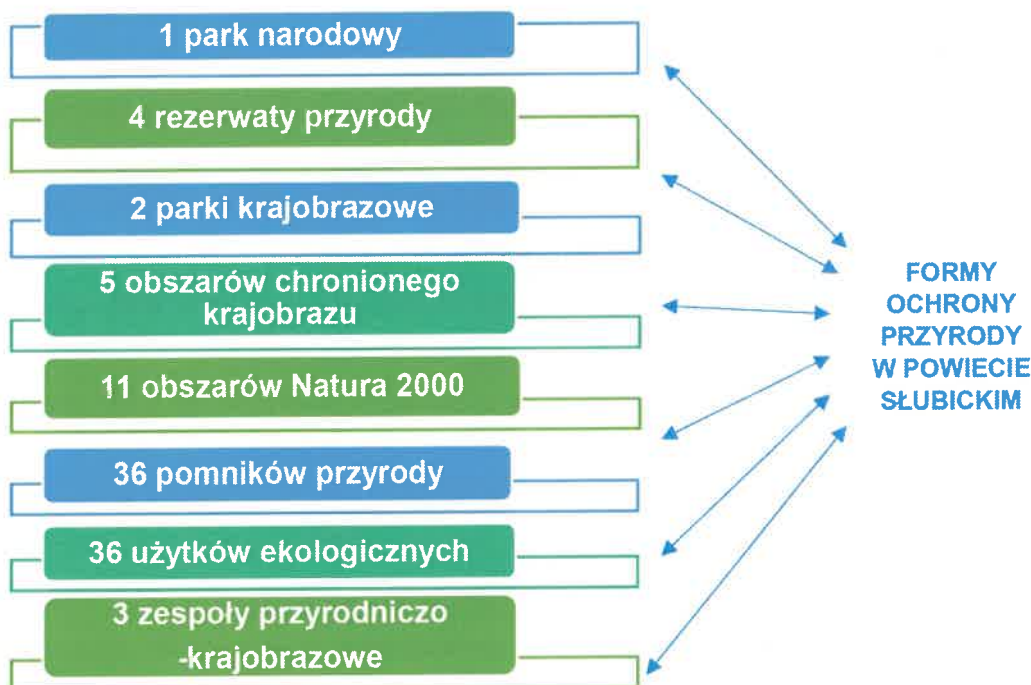 1 park narodowy
4 rezerwaty przyrody
2 parki krajobrazowe
5 obszarów chronionego
krajobrazu
11 obszarów Natura 2000
36 pomników przyrody
36 użytków ekologicznych
3 zespoły przyrodniczo
-krajobrazowe
FORMY
OCHRONY
PRZYRODY
W POWIECIE
SŁUBICKIM